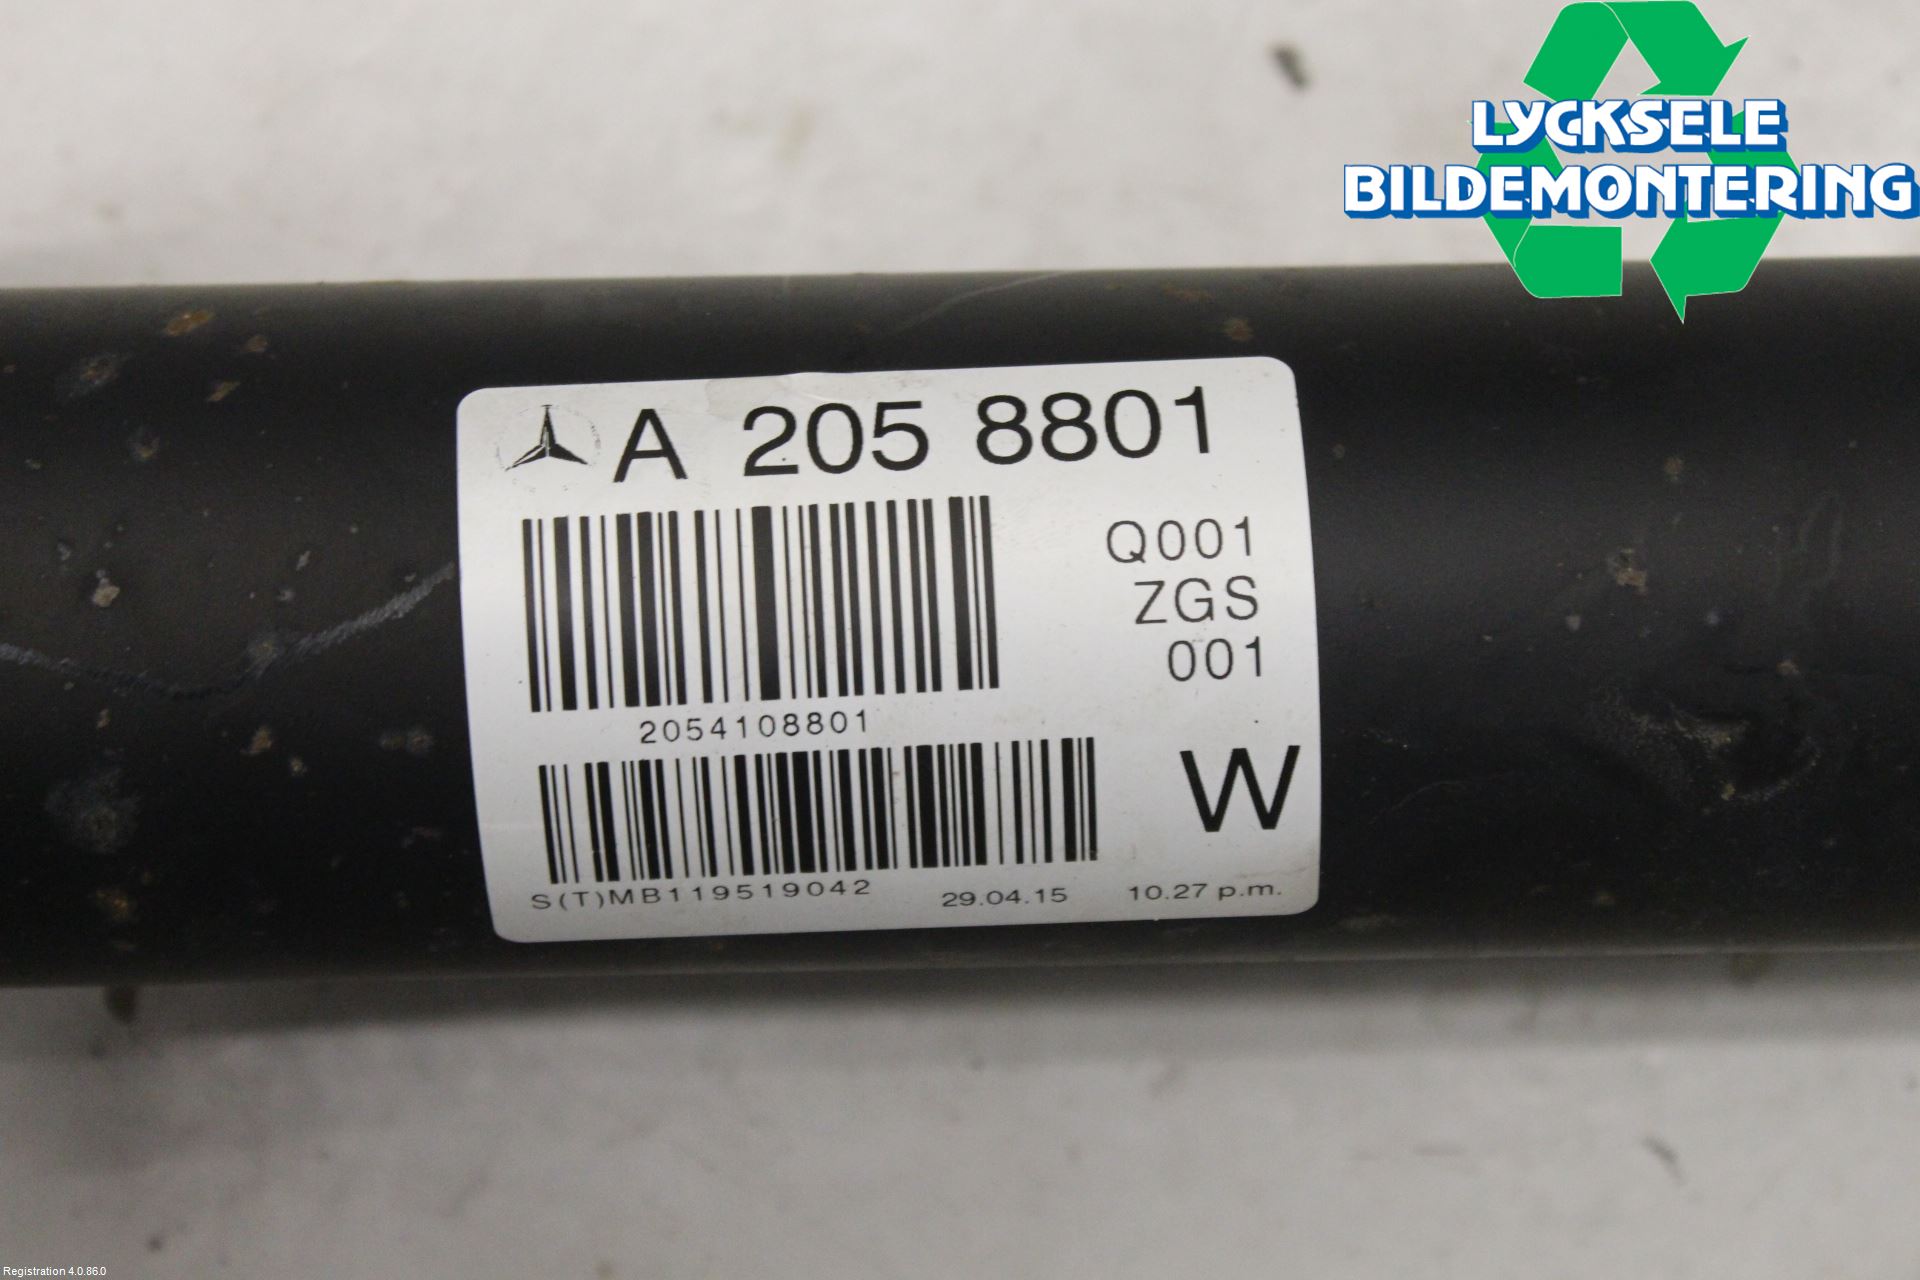 LYCKSELE
BILDEMONTERING
A 205 8801
Q001
ZGS
001
2054108801
W
S(T)MB119519042 29.04.15 10.27 p.m.
Registration 4.0.86.0